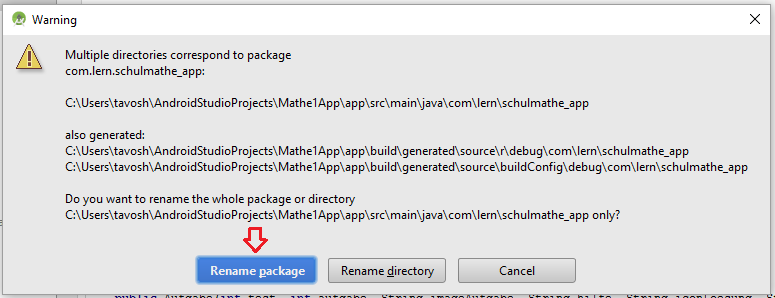 Warning
Multiple directories correspond to package
com.lern.schulmathe_app:
C:\Users\tavosh\AndroidStudioProjects\Mathe1App\app\src\main\java\com\lern\schulmathe_app
also generated:
C:\Users\tavosh\AndroidStudioProjects\Mathe1App\app\build\generated\source\r\debug\com\lern\schulmathe_app
C:\Users\tavosh\AndroidStudioProjects\Mathe1App\app\build\generated\source\buildConfig\debug\com\lern\schulmathe_app
Do you want to rename the whole package or directory
C:\Users\tavosh\AndroidStudioProjects\Mathe1App\app\src\main\java\com\lern\schulmathe_app only?
Rename package
Rename directory
Cancel